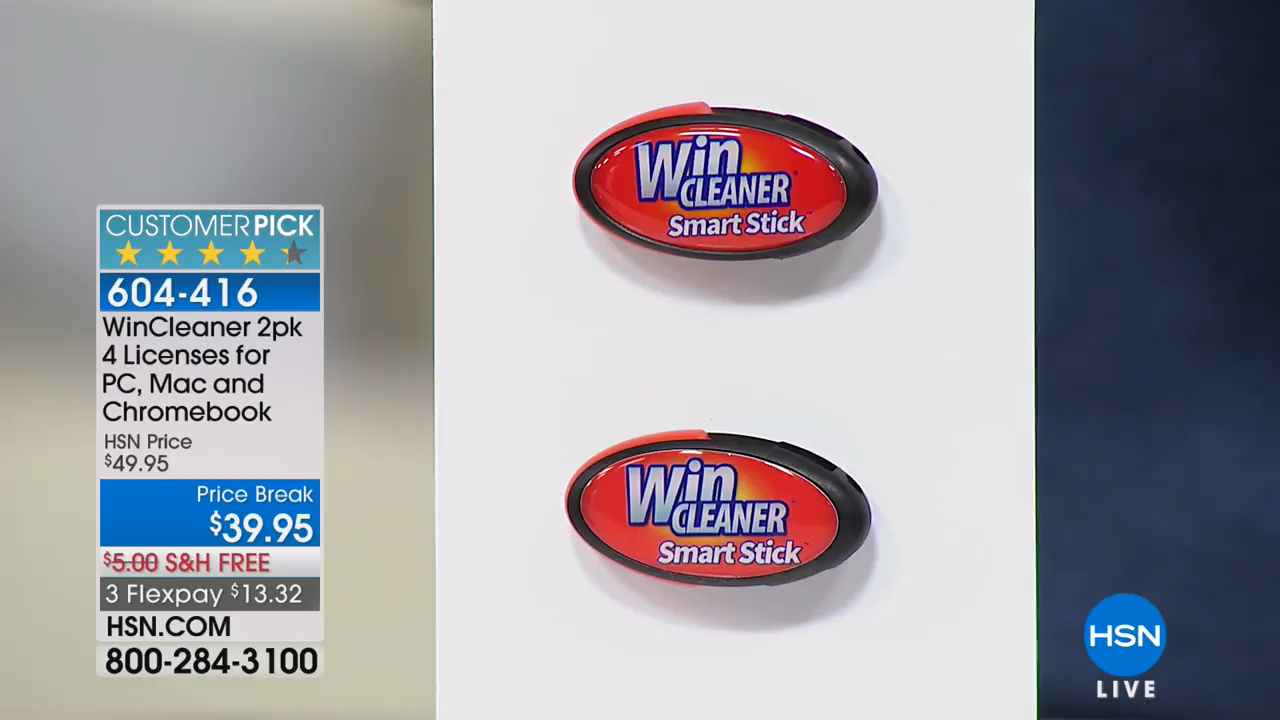 CUSTOMER PICK
604-416
WinCleaner 2pk
4 Licenses for
PC, Mac and
Chromebook
HSN Price
$49.95
Price Break
$39.95
$5.00 S&H FREE
3 Flexpay $13.32
HSN.COM
800-284-3100
Win
CLEANER
Smart Stick™
Win
CLEANER
Smart Stick™
HSN
LIVE